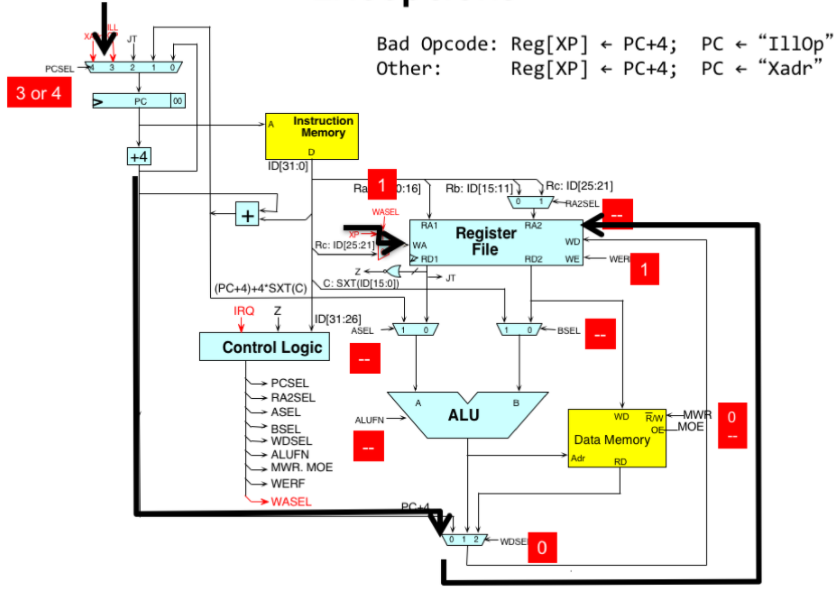 Bad Opcode: Reg[XP] ← PC+4; PC ← "IllOp"
Other: Reg[XP] ← PC+4; PC ← "Xadr"
ILL
JT
PCSEL
4 3 2 1 0
3 or 4
PC
00
+4
A
Instruction
Memory
D
ID[31:0]
Ra
1
0:16]
Rb: ID[15:11]
Rc: ID[25:21]
0 1
RA2SEL
--
WASEL
XP
Rc: ID[25:21]
+
RA1
RA2
Register
File
WA
WD
RD1
RD2
WE
1
Z
JT
C: SXT(ID[15:0])
(PC+4)+4*SXT(C)
IRQ
Z
ID[31:26]
Control Logic
ASEL
1 0
1 0
BSEL
--
--
PCSEL
RA2SEL
ASEL
BSEL
WDSEL
ALUFN
MWR. MOE
WERF
WASEL
A
B
ALU
ALUFN
--
WD
R/W
OE
MWR
MOE
0
--
Data Memory
Adr
RD
PC+4
0 1 2
WDSEL
0